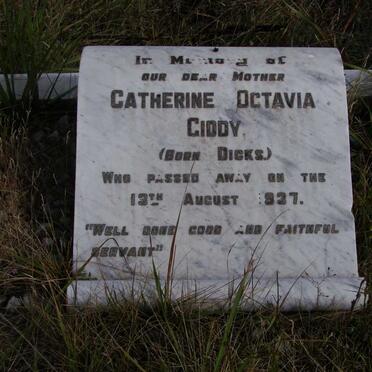 In Memory of
our dear Mother
Catherine Octavia
Giddy
(Born Dicks.)
Who passed away on the
13th August 1937.
"Well done good and faithful
servant"